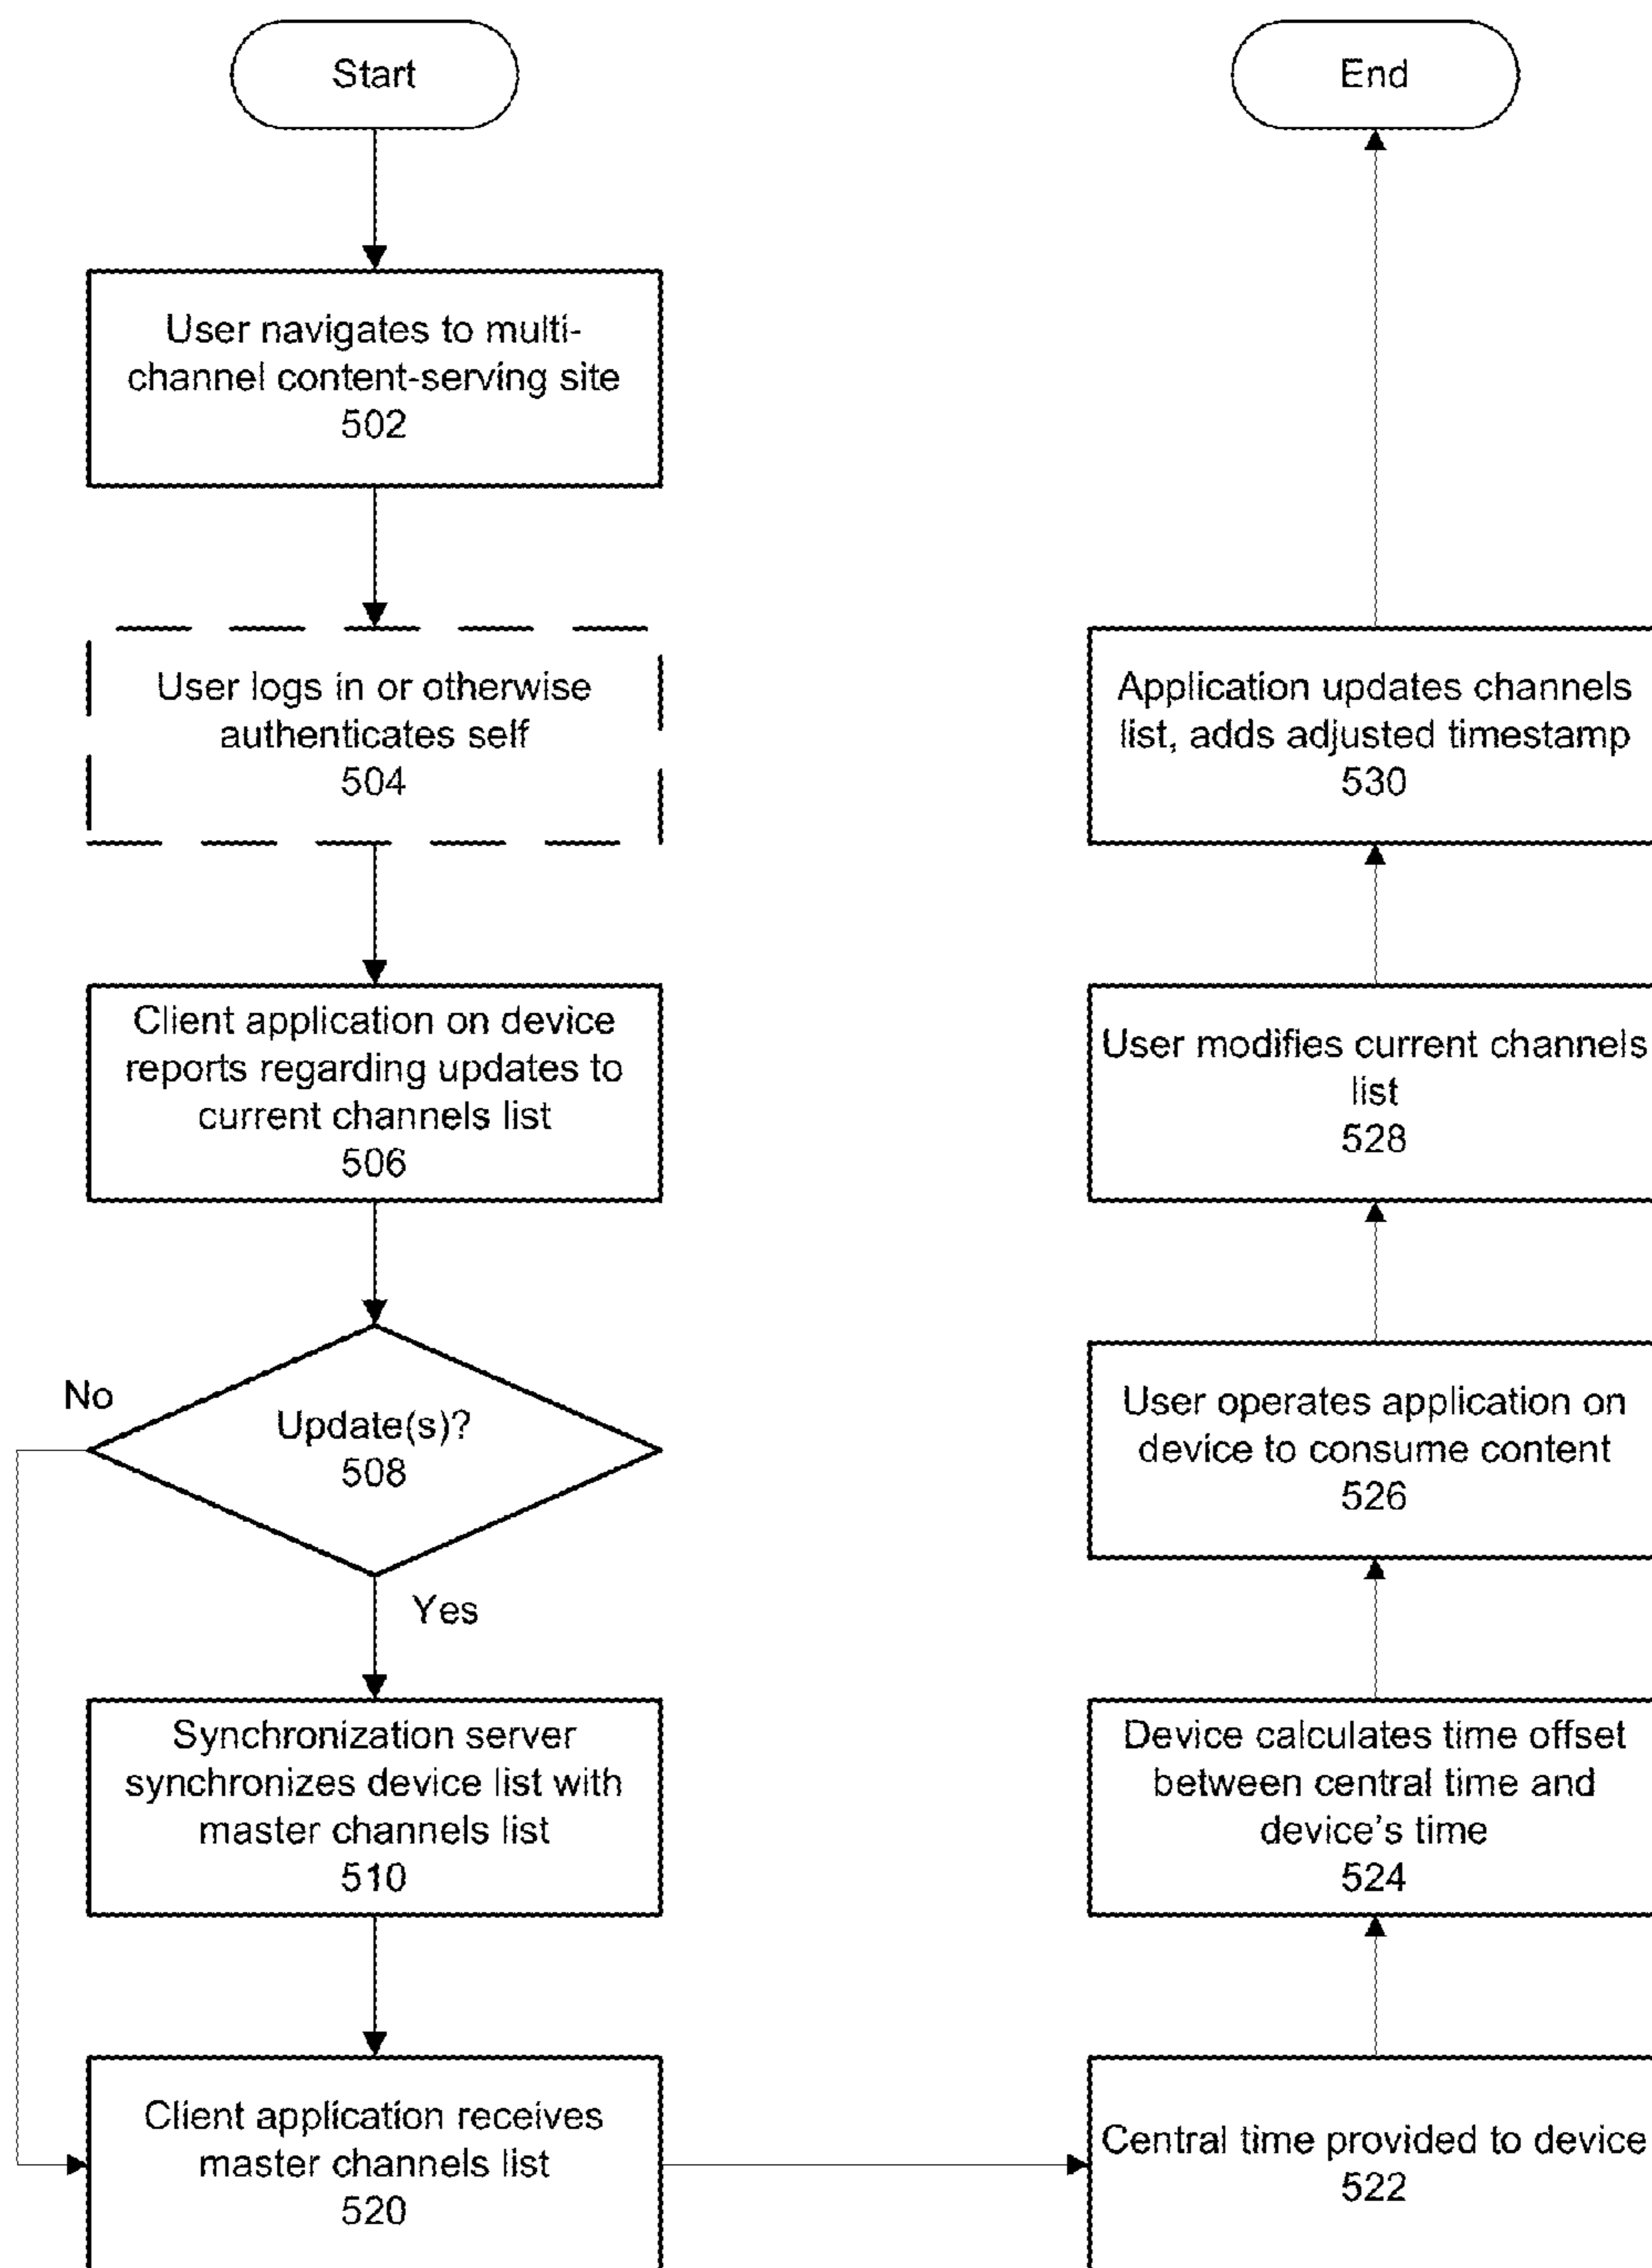 Start
User navigates to multi-
channel content-serving site
502
User logs in or otherwise
authenticates self
504
Client application on device
reports regarding updates to
current channels list
506
No
Update(s)?
508
Yes
Synchronization server
synchronizes device list with
master channels list
510
Client application receives
master channels list
520
Central time provided to device
522
Device calculates time offset
between central time and
device's time
524
User operates application on
device to consume content
526
User modifies current channels
list
528
Application updates channels
list, adds adjusted timestamp
530
End